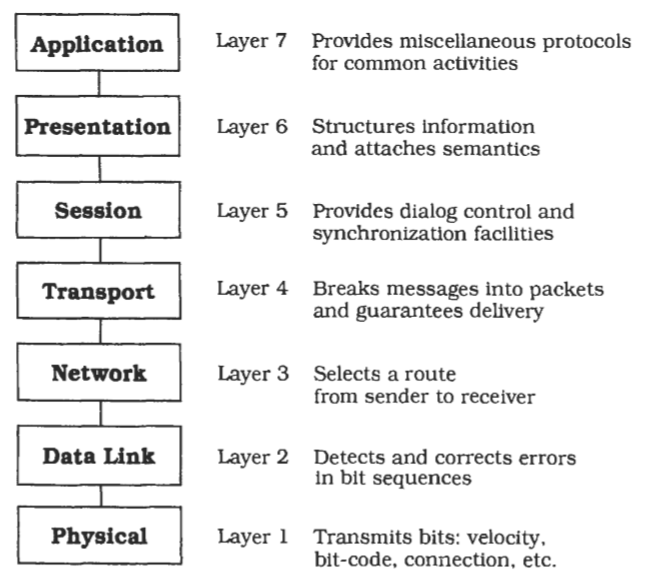 Application Layer 7 Provides miscellaneous protocols
for common activities
Presentation Layer 6 Structures information
and attaches semantics
Session Layer 5 Provides dialog control and
synchronization facilities
Transport Layer 4 Breaks messages into packets
and guarantees delivery
Network Layer 3 Selects a route
from sender to receiver
Data Link Layer 2 Detects and corrects errors
in bit sequences
Physical Layer 1 Transmits bits: velocity,
bit-code, connection, etc.